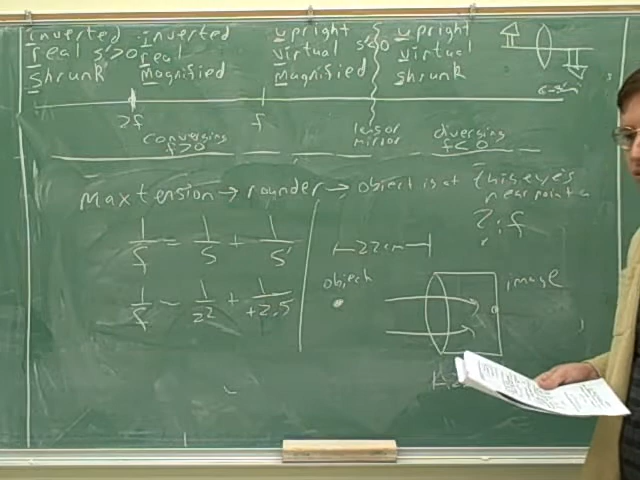 inverted inverted upright upright
real s'>0 real virtual s'<0 virtual
Shrunk Magnified Magnified Shrunk
2f f lens or mirror
converging diverging
f>0 f<0
Max tension → rounder → object is at this eye's near point
?: f
1/f = 1/s + 1/s'
22cm
object
image
1/f = 1/22 + 1/+2.5